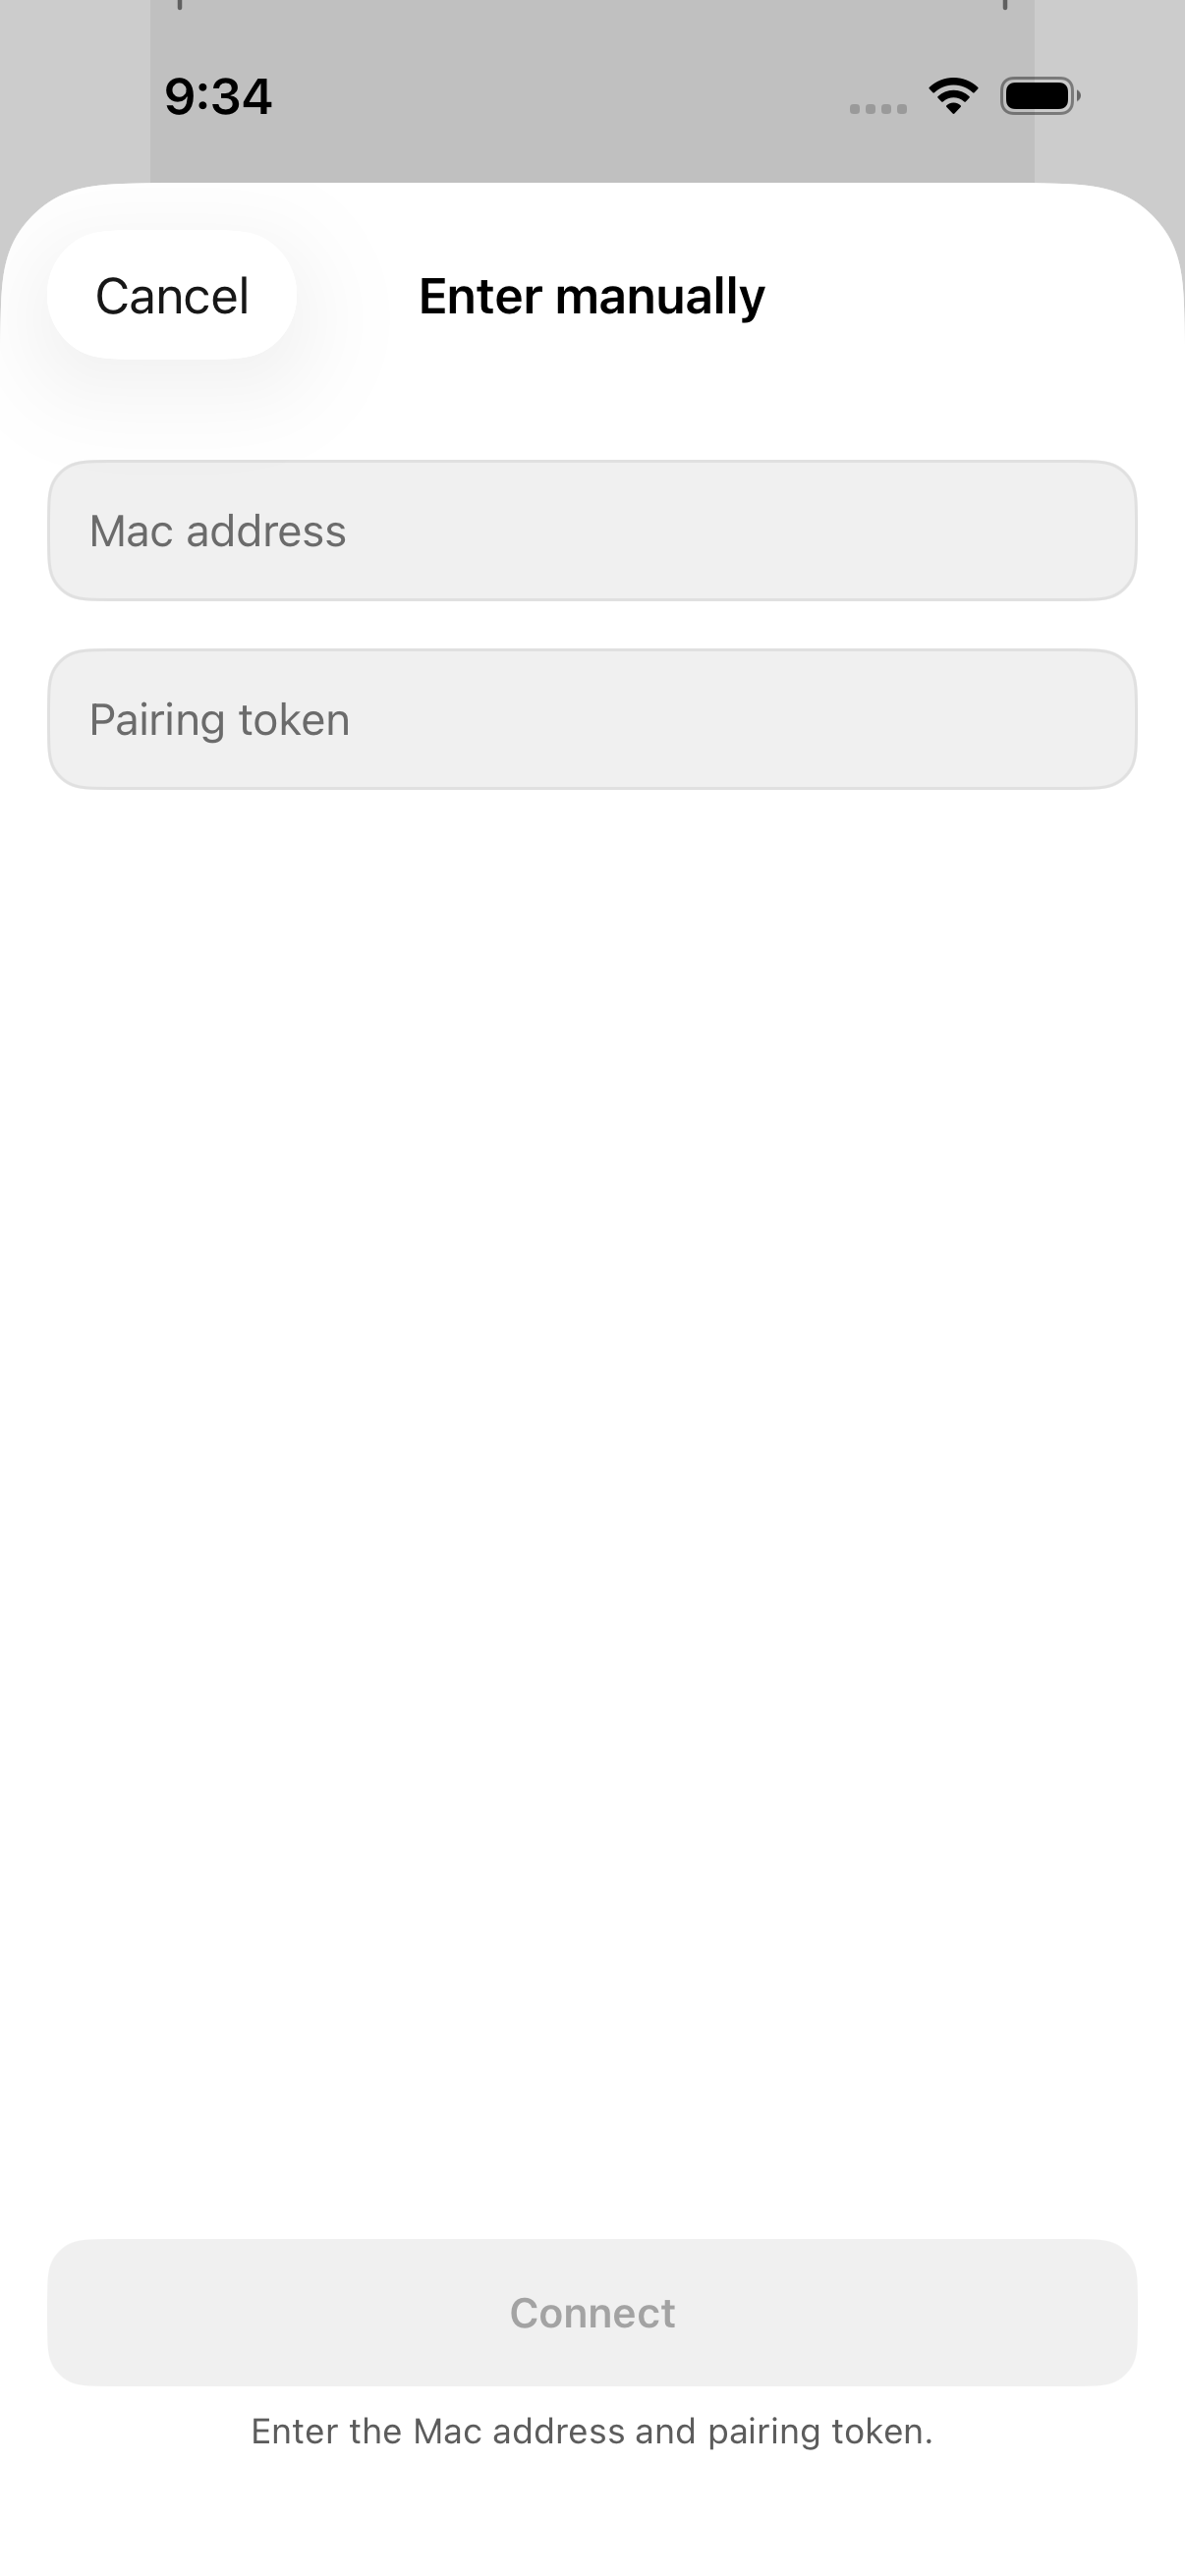 9:34
Cancel
Enter manually
Mac address
Pairing token
Connect
Enter the Mac address and pairing token.